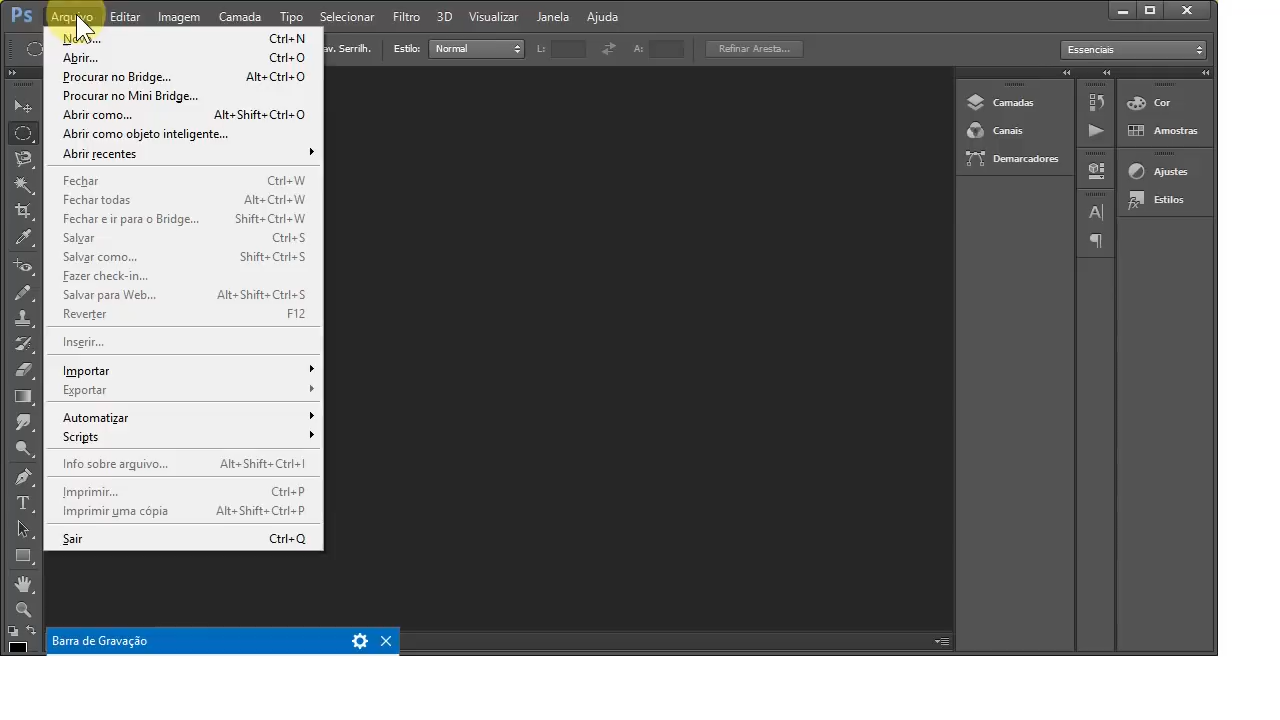 Ps Arquivo Editar Imagem Camada Tipo Selecionar Filtro 3D Visualizar Janela Ajuda
av. Serrilh. Estilo: Normal L: A: Refinar Aresta... Essenciais
Ctrl+N
Abrir... Ctrl+O
Procurar no Bridge... Alt+Ctrl+O
Procurar no Mini Bridge...
Abrir como... Alt+Shift+Ctrl+O
Abrir como objeto inteligente...
Abrir recentes
Fechar Ctrl+W
Fechar todas Alt+Ctrl+W
Fechar e ir para o Bridge... Shift+Ctrl+W
Salvar Ctrl+S
Salvar como... Shift+Ctrl+S
Fazer check-in...
Salvar para Web... Alt+Shift+Ctrl+S
Reverter F12
Inserir...
Importar
Exportar
Automatizar
Scripts
Info sobre arquivo... Alt+Shift+Ctrl+I
Imprimir... Ctrl+P
Imprimir uma cópia Alt+Shift+Ctrl+P
Sair Ctrl+Q
Camadas
Canais
Demarcadores
Cor
Amostras
Ajustes
Estilos
Barra de Gravação